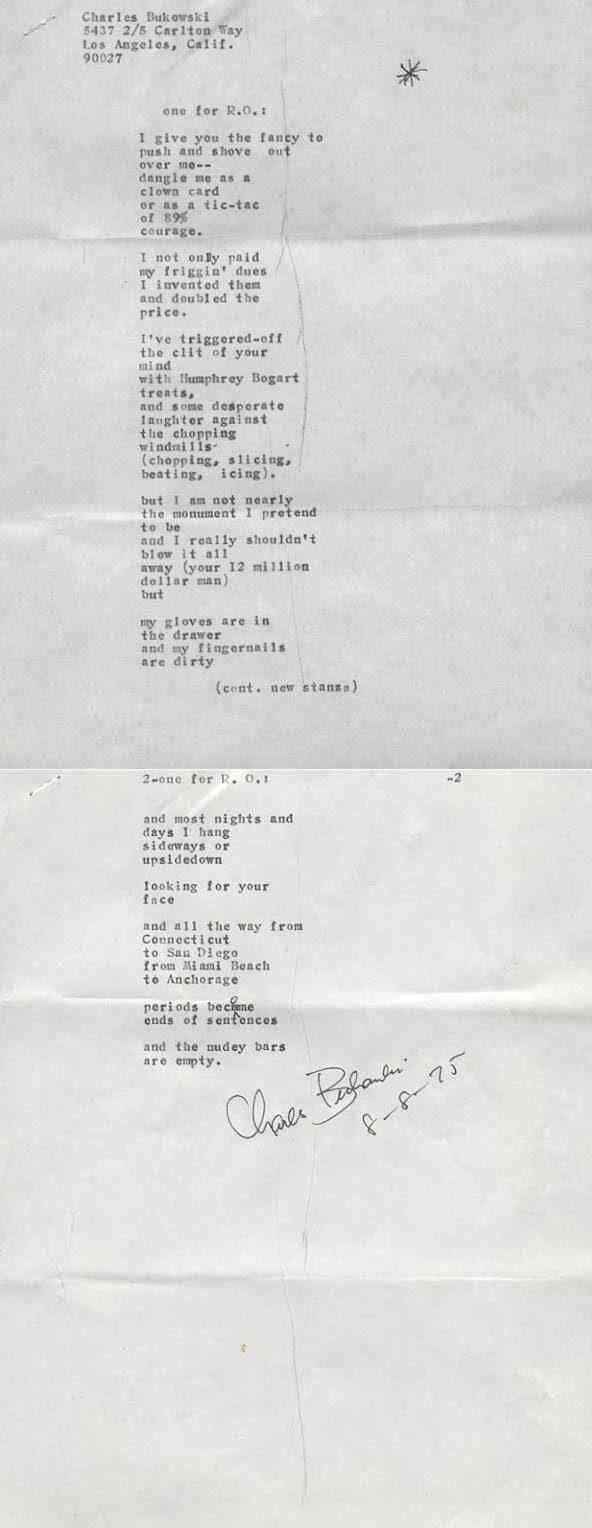 Charles Bukowski
5437 2/5 Carlton Way
Los Angeles, Calif.
90027
one for R.O.:
I give you the fancy to
push and shove out
over me--
dangle me as a
clown card
or as a tic-tac
of 89%
courage.
I not only paid
my friggin' dues
I invented them
and doubled the
price.
I've triggered-off
the clit of your
mind
with Humphrey Bogart
treats,
and some desperate
laughter against
the chopping
windmills
(chopping, slicing,
beating, icing).
but I am not nearly
the monument I pretend
to be
and I really shouldn't
blow it all
away (your 12 million
dollar man)
but
my gloves are in
the drawer
and my fingernails
are dirty
(cont. new stanza)
2-one for R. O.: -2
and most nights and
days I hang
sideways or
upsidedown
looking for your
face
and all the way from
Connecticut
to San Diego
from Miami Beach
to Anchorage
periods become
ends of sentences
and the nudey bars
are empty.
Charles Bukowski
8-8-75